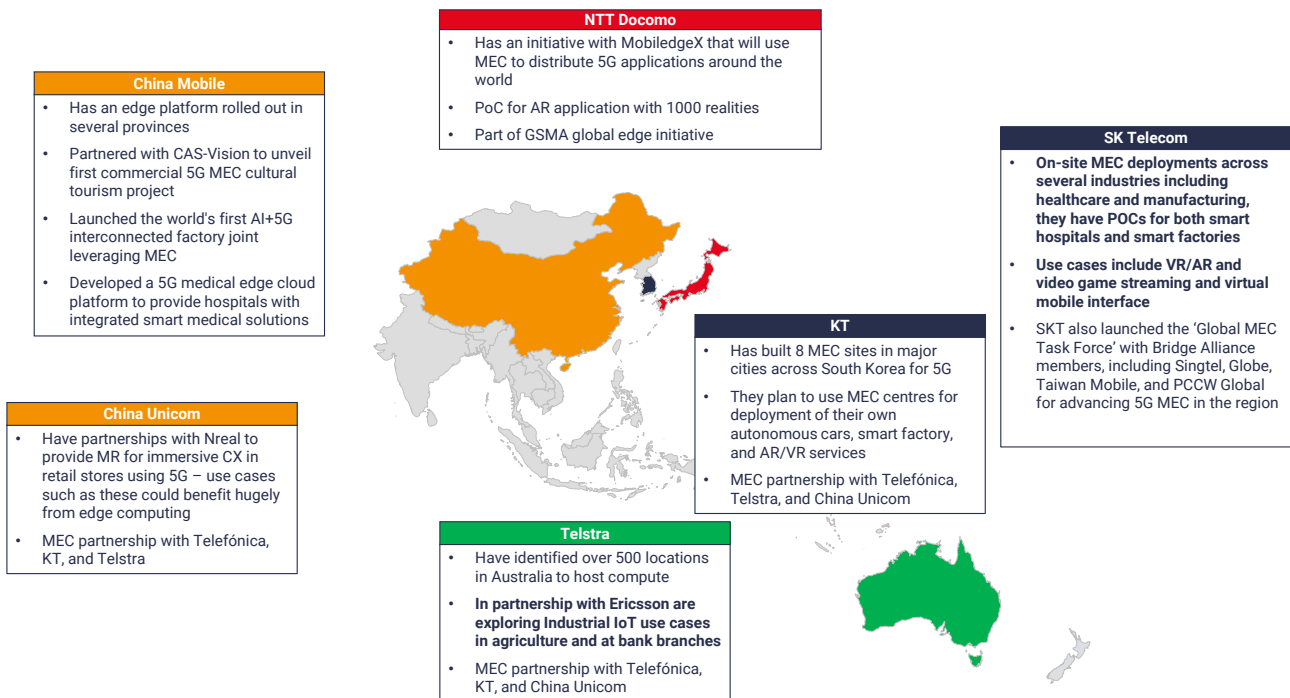 NTT Docomo
• Has an initiative with MobiledgeX that will use
MEC to distribute 5G applications around the
world
• PoC for AR application with 1000 realities
• Part of GSMA global edge initiative
China Mobile
• Has an edge platform rolled out in
several provinces
• Partnered with CAS-Vision to unveil
first commercial 5G MEC cultural
tourism project
• Launched the world's first AI+5G
interconnected factory joint
leveraging MEC
• Developed a 5G medical edge cloud
platform to provide hospitals with
integrated smart medical solutions
SK Telecom
• On-site MEC deployments across
several industries including
healthcare and manufacturing,
they have POCs for both smart
hospitals and smart factories
• Use cases include VR/AR and
video game streaming and virtual
mobile interface
• SKT also launched the ‘Global MEC
Task Force’ with Bridge Alliance
members, including Singtel, Globe,
Taiwan Mobile, and PCCW Global
for advancing 5G MEC in the region
KT
• Has built 8 MEC sites in major
cities across South Korea for 5G
• They plan to use MEC centres for
deployment of their own
autonomous cars, smart factory,
and AR/VR services
• MEC partnership with Telefónica,
Telstra, and China Unicom
China Unicom
• Have partnerships with Nreal to
provide MR for immersive CX in
retail stores using 5G – use cases
such as these could benefit hugely
from edge computing
• MEC partnership with Telefónica,
KT, and Telstra
Telstra
• Have identified over 500 locations
in Australia to host compute
• In partnership with Ericsson are
exploring Industrial IoT use cases
in agriculture and at bank branches
• MEC partnership with Telefónica,
KT, and China Unicom